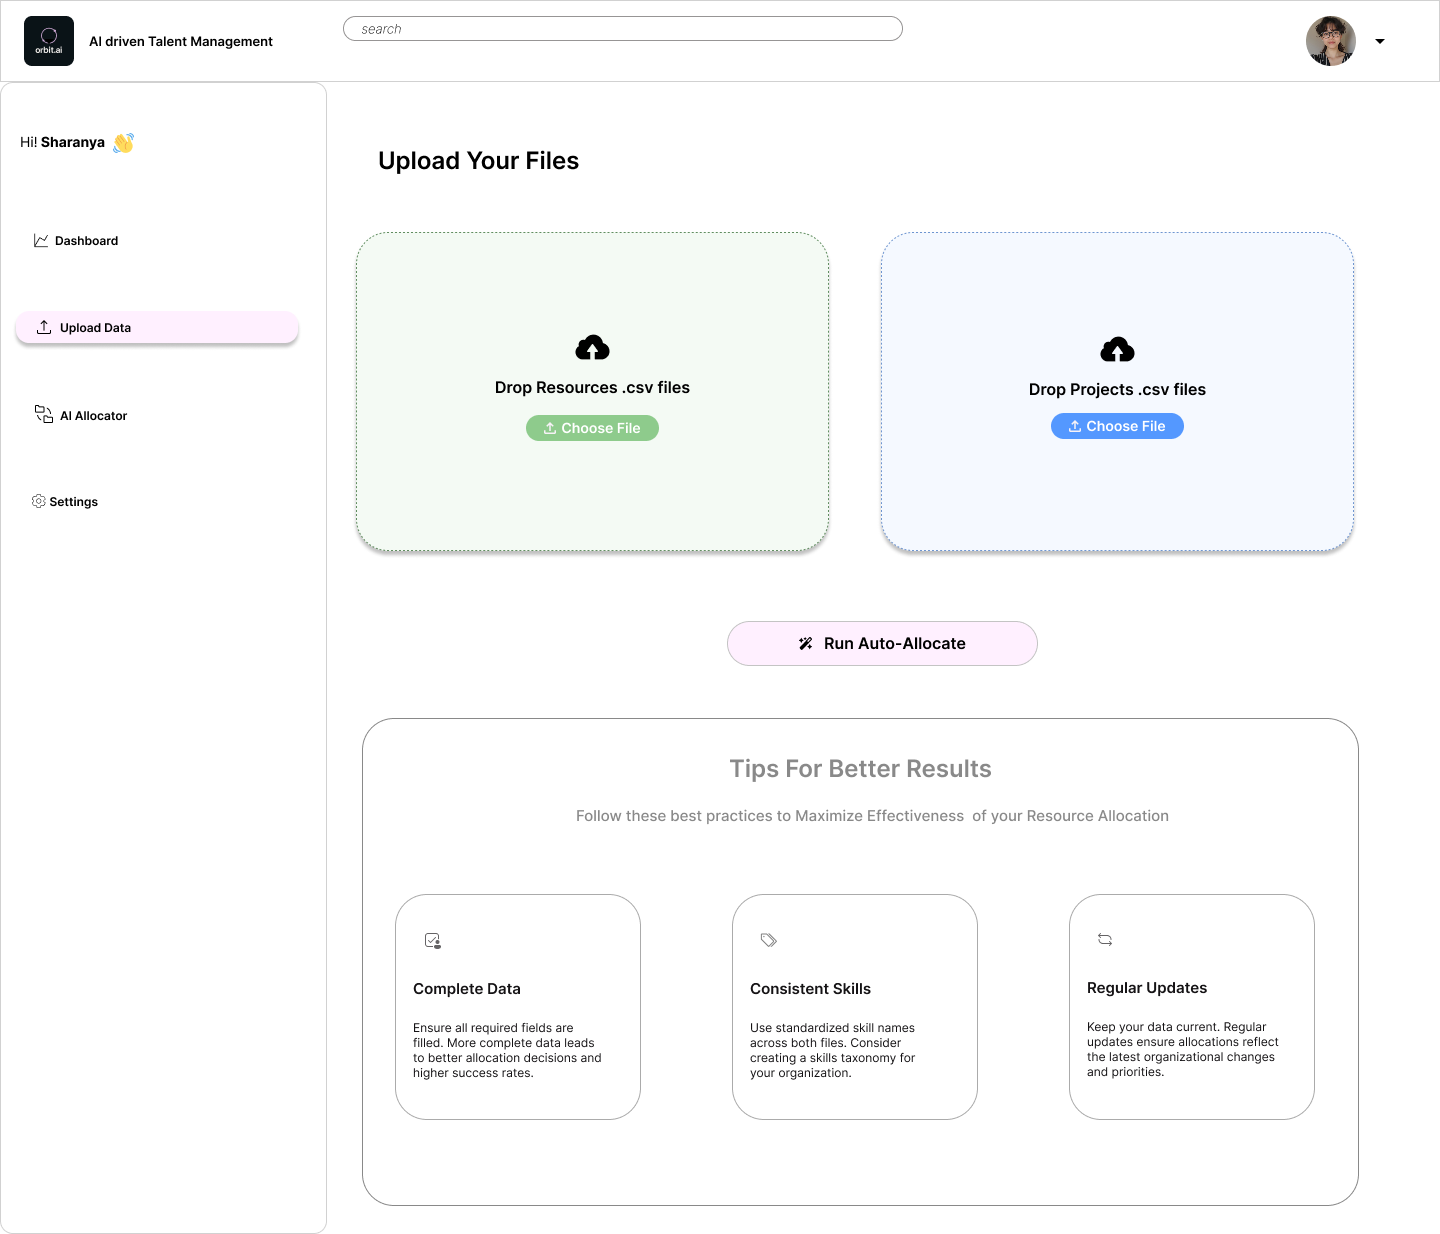 orbit.ai
AI driven Talent Management
search
Hi! Sharanya
Dashboard
Upload Data
AI Allocator
Settings
Upload Your Files
Drop Resources .csv files
Choose File
Drop Projects .csv files
Choose File
Run Auto-Allocate
Tips For Better Results
Follow these best practices to Maximize Effectiveness  of your Resource Allocation
Complete Data
Ensure all required fields are
filled. More complete data leads
to better allocation decisions and
higher success rates.
Consistent Skills
Use standardized skill names
across both files. Consider
creating a skills taxonomy for
your organization.
Regular Updates
Keep your data current. Regular
updates ensure allocations reflect
the latest organizational changes
and priorities.